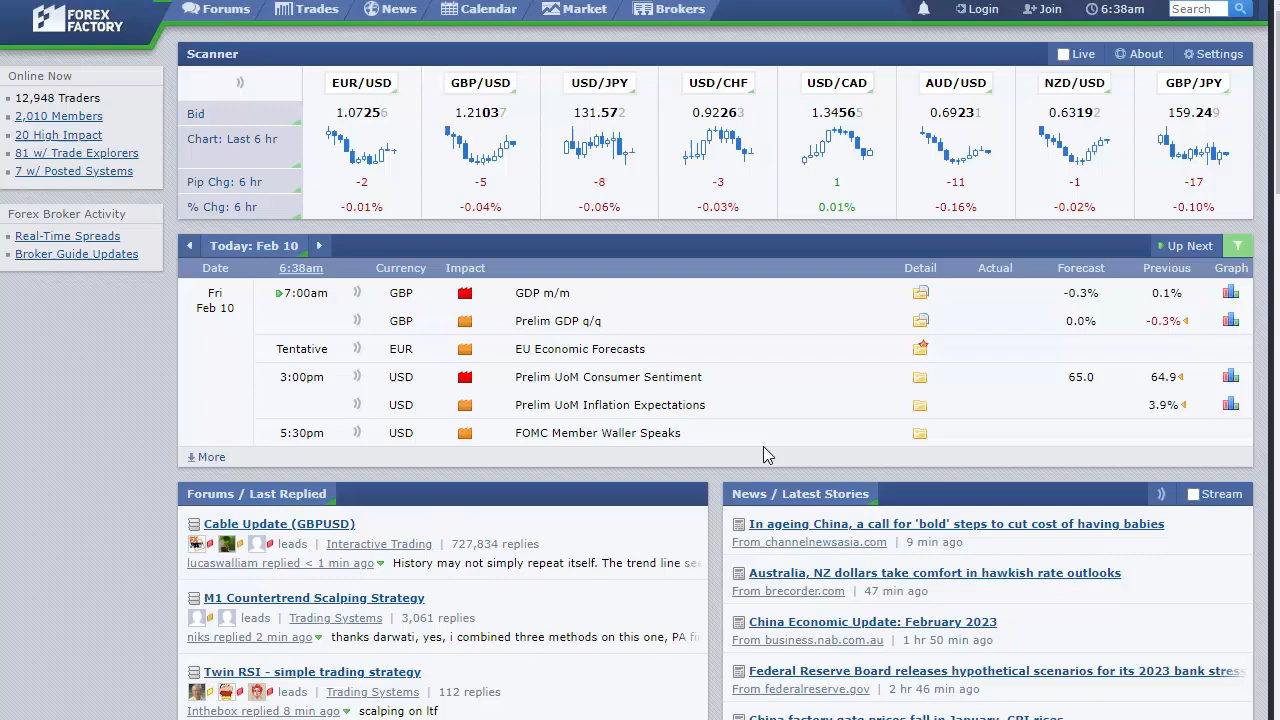 FOREX
FACTORY
Forums
Trades
News
Calendar
Market
Brokers
Login
Join
6:38am
Search
Online Now
12,948 Traders
2,010 Members
20 High Impact
81 w/ Trade Explorers
7 w/ Posted Systems
Forex Broker Activity
Real-Time Spreads
Broker Guide Updates
Scanner
Live
About
Settings
EUR/USD GBP/USD USD/JPY USD/CHF USD/CAD AUD/USD NZD/USD GBP/JPY
Bid 1.07256 1.21037 131.572 0.92263 1.34565 0.69231 0.63192 159.249
Chart: Last 6 hr
Pip Chg: 6 hr -2 -5 -8 -3 1 -11 -1 -17
% Chg: 6 hr -0.01% -0.04% -0.06% -0.03% 0.01% -0.16% -0.02% -0.10%
Today: Feb 10
Up Next
Date 6:38am Currency Impact Detail Actual Forecast Previous Graph
Fri
Feb 10
7:00am GBP GDP m/m -0.3% 0.1%
GBP Prelim GDP q/q 0.0% -0.3%
Tentative EUR EU Economic Forecasts
3:00pm USD Prelim UoM Consumer Sentiment 65.0 64.9
USD Prelim UoM Inflation Expectations 3.9%
5:30pm USD FOMC Member Waller Speaks
More
Forums / Last Replied
Cable Update (GBPUSD)
leads | Interactive Trading | 727,834 replies
lucaswalliam replied < 1 min ago History may not simply repeat itself. The trend line se
M1 Countrend Scalping Strategy
leads | Trading Systems | 3,061 replies
niks replied 2 min ago thanks darwati, yes, i combined three methods on this one, PA fi
Twin RSI - simple trading strategy
leads | Trading Systems | 112 replies
Inthebox replied 8 min ago scalping on ltf
News / Latest Stories
Stream
In ageing China, a call for 'bold' steps to cut cost of having babies
From channelnewsasia.com | 9 min ago
Australia, NZ dollars take comfort in hawkish rate outlooks
From brecorder.com | 47 min ago
China Economic Update: February 2023
From business.nab.com.au | 1 hr 50 min ago
Federal Reserve Board releases hypothetical scenarios for its 2023 bank stress
From federalreserve.gov | 2 hr 46 min ago
China factory gate prices fall in January, CPI rises